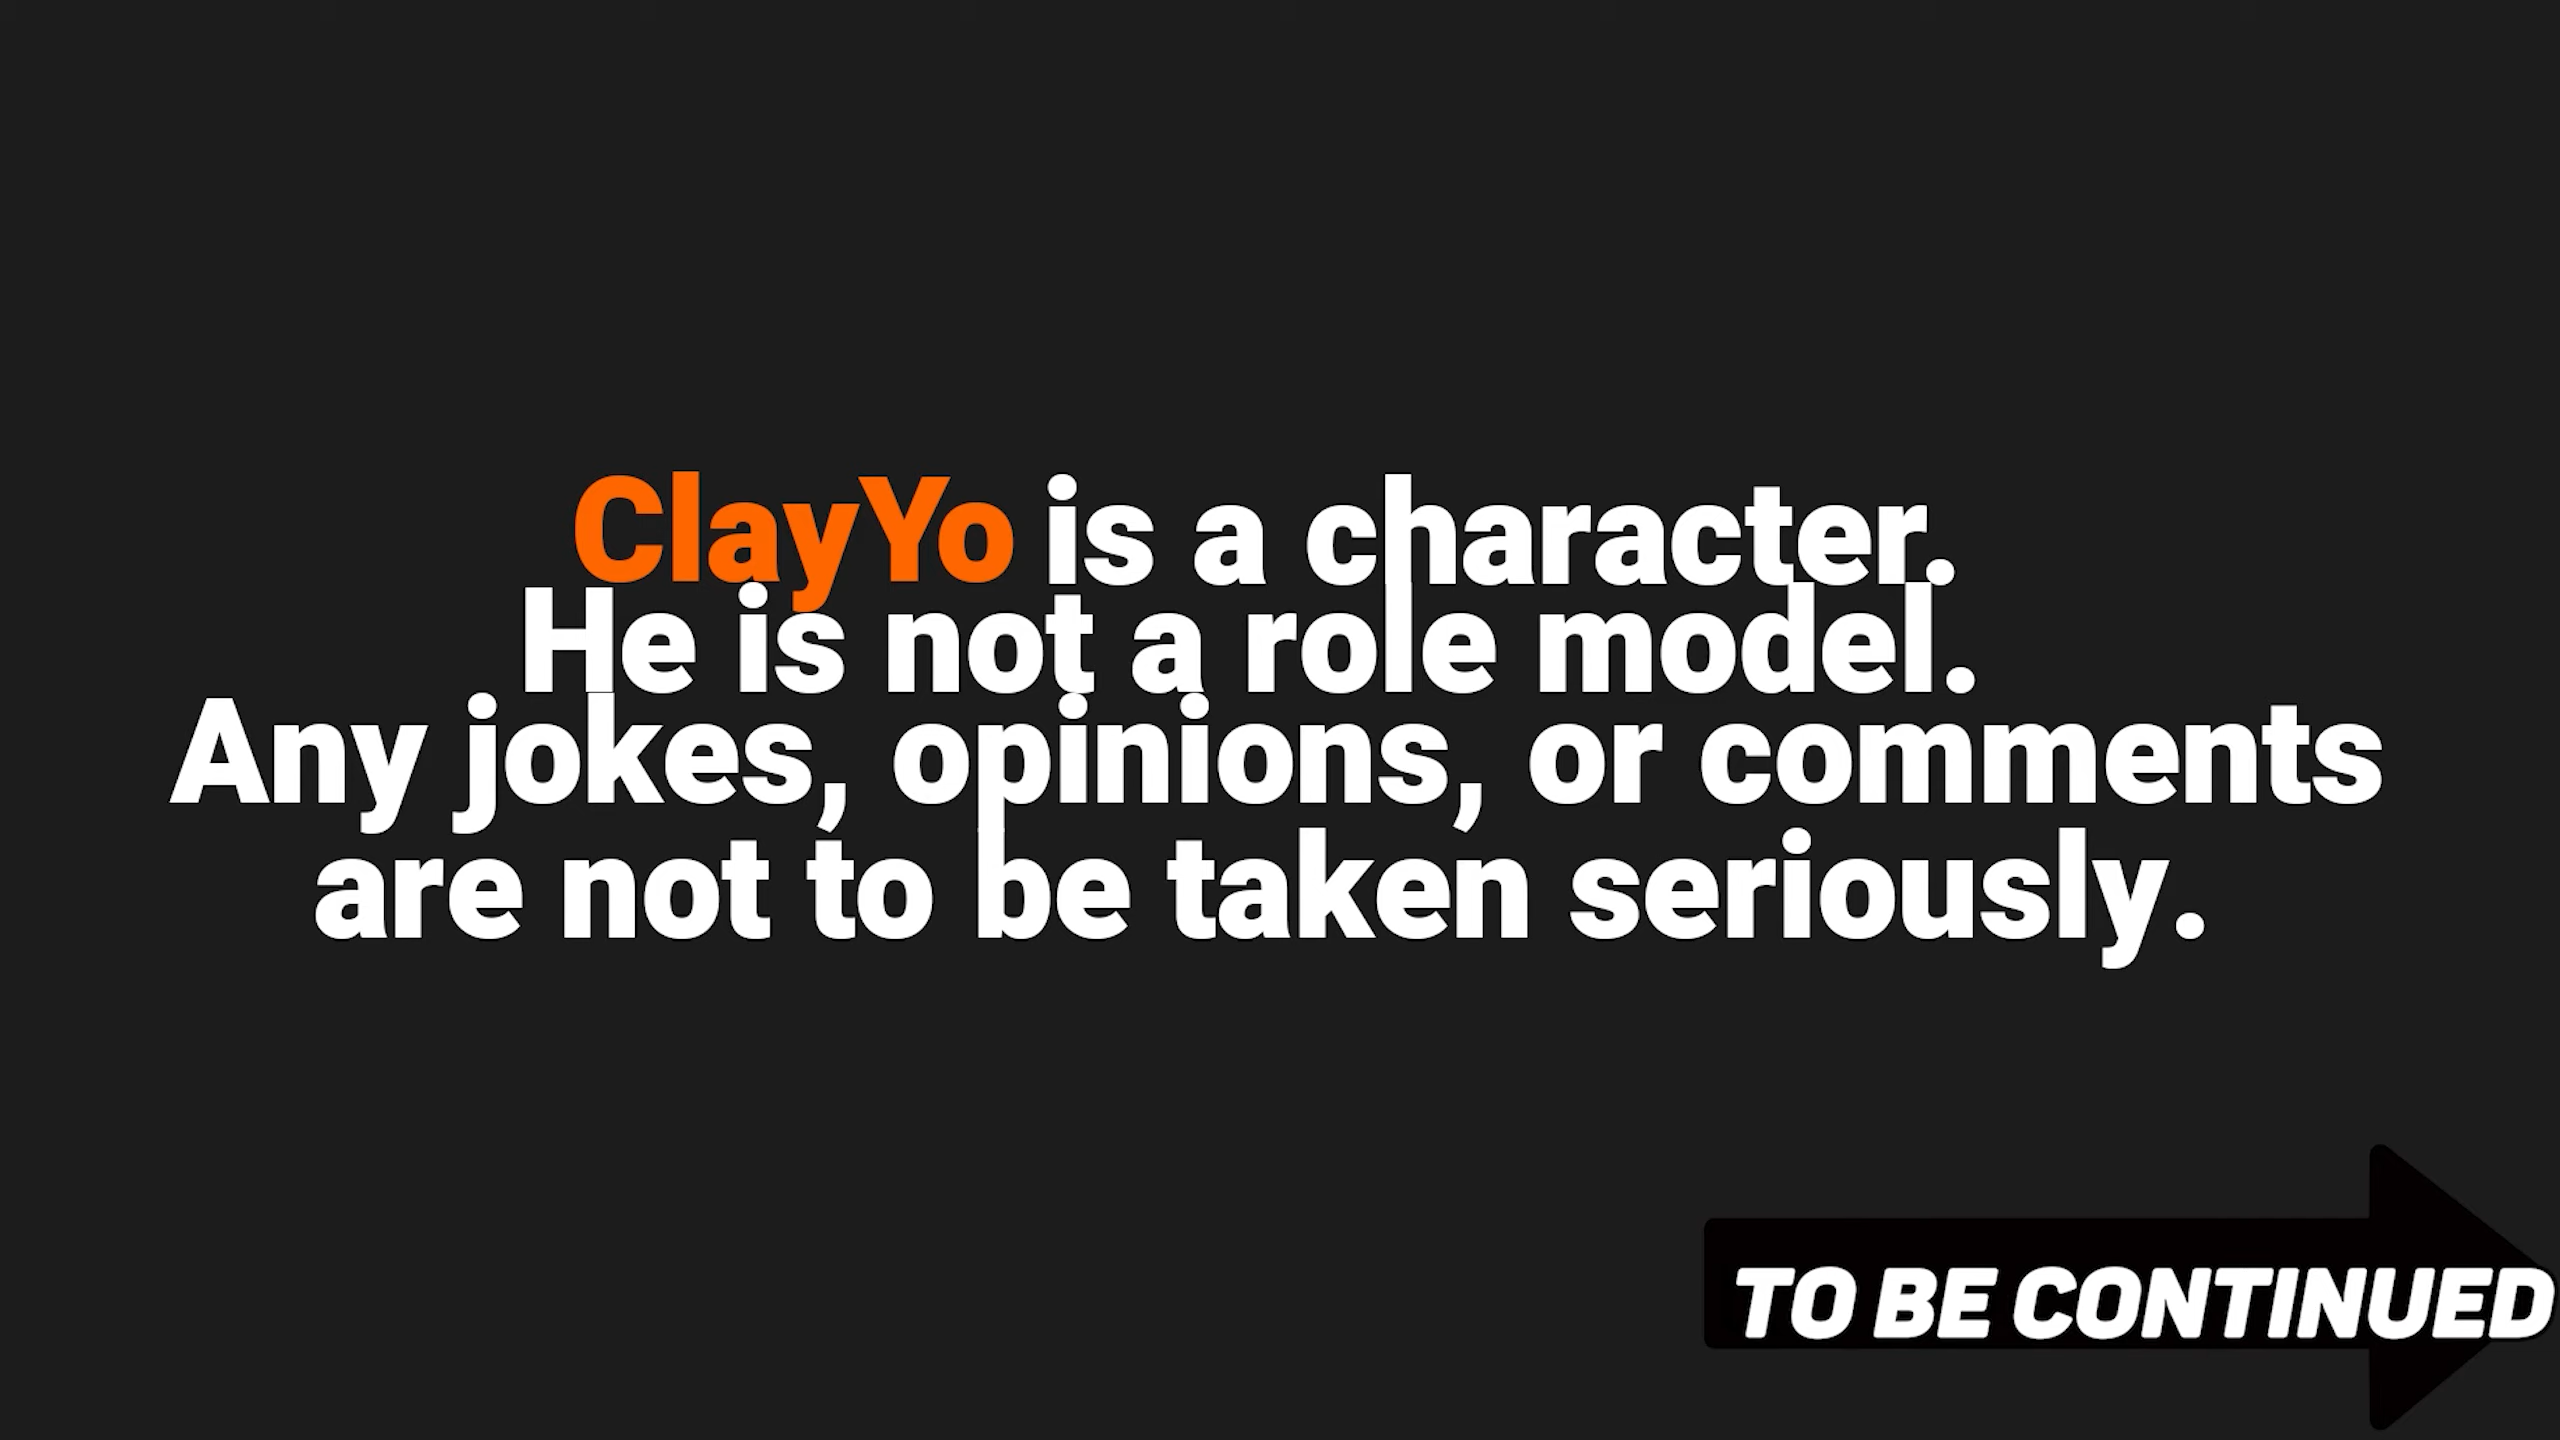 ClayYo is a character.
He is not a role model.
Any jokes, opinions, or comments
are not to be taken seriously.
TO BE CONTINUED